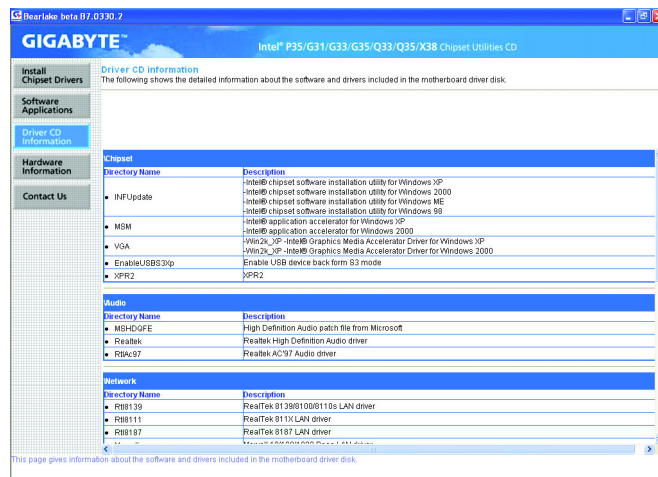 Bearlake beta B7.0330.2
GIGABYTE™
Intel® P35/G31/G33/G35/Q33/Q35/X38 Chipset Utilities CD
Install
Chipset Drivers
Software
Applications
Driver CD
Information
Hardware
Information
Contact Us
Driver CD information
The following shows the detailed information about the software and drivers included in the motherboard driver disk.
\Chipset
Directory Name Description
• INFUpdate
-Intel® chipset software installation utility for Windows XP
-Intel® chipset software installation utility for Windows 2000
-Intel® chipset software installation utility for Windows ME
-Intel® chipset software installation utility for Windows 98
• MSM
-Intel® application accelerator for Windows XP
-Intel® application accelerator for Windows 2000
• VGA
-Win2k_XP -Intel® Graphics Media Accelerator Driver for Windows XP
-Win2k_XP -Intel® Graphics Media Accelerator Driver for Windows 2000
• EnableUSBS3Xp Enable USB device back form S3 mode
• XPR2 XPR2
\Audio
Directory Name Description
• MSHDQFE High Definition Audio patch file from Microsoft
• Realtek Realtek High Definition Audio driver
• RtlAc97 Realtek AC'97 Audio driver
\Network
Directory Name Description
• Rtl8139 RealTek 8139/8100/8110s LAN driver
• Rtl8111 RealTek 811X LAN driver
• Rtl8187 RealTek 8187 LAN driver
This page gives information about the software and drivers included in the motherboard driver disk.